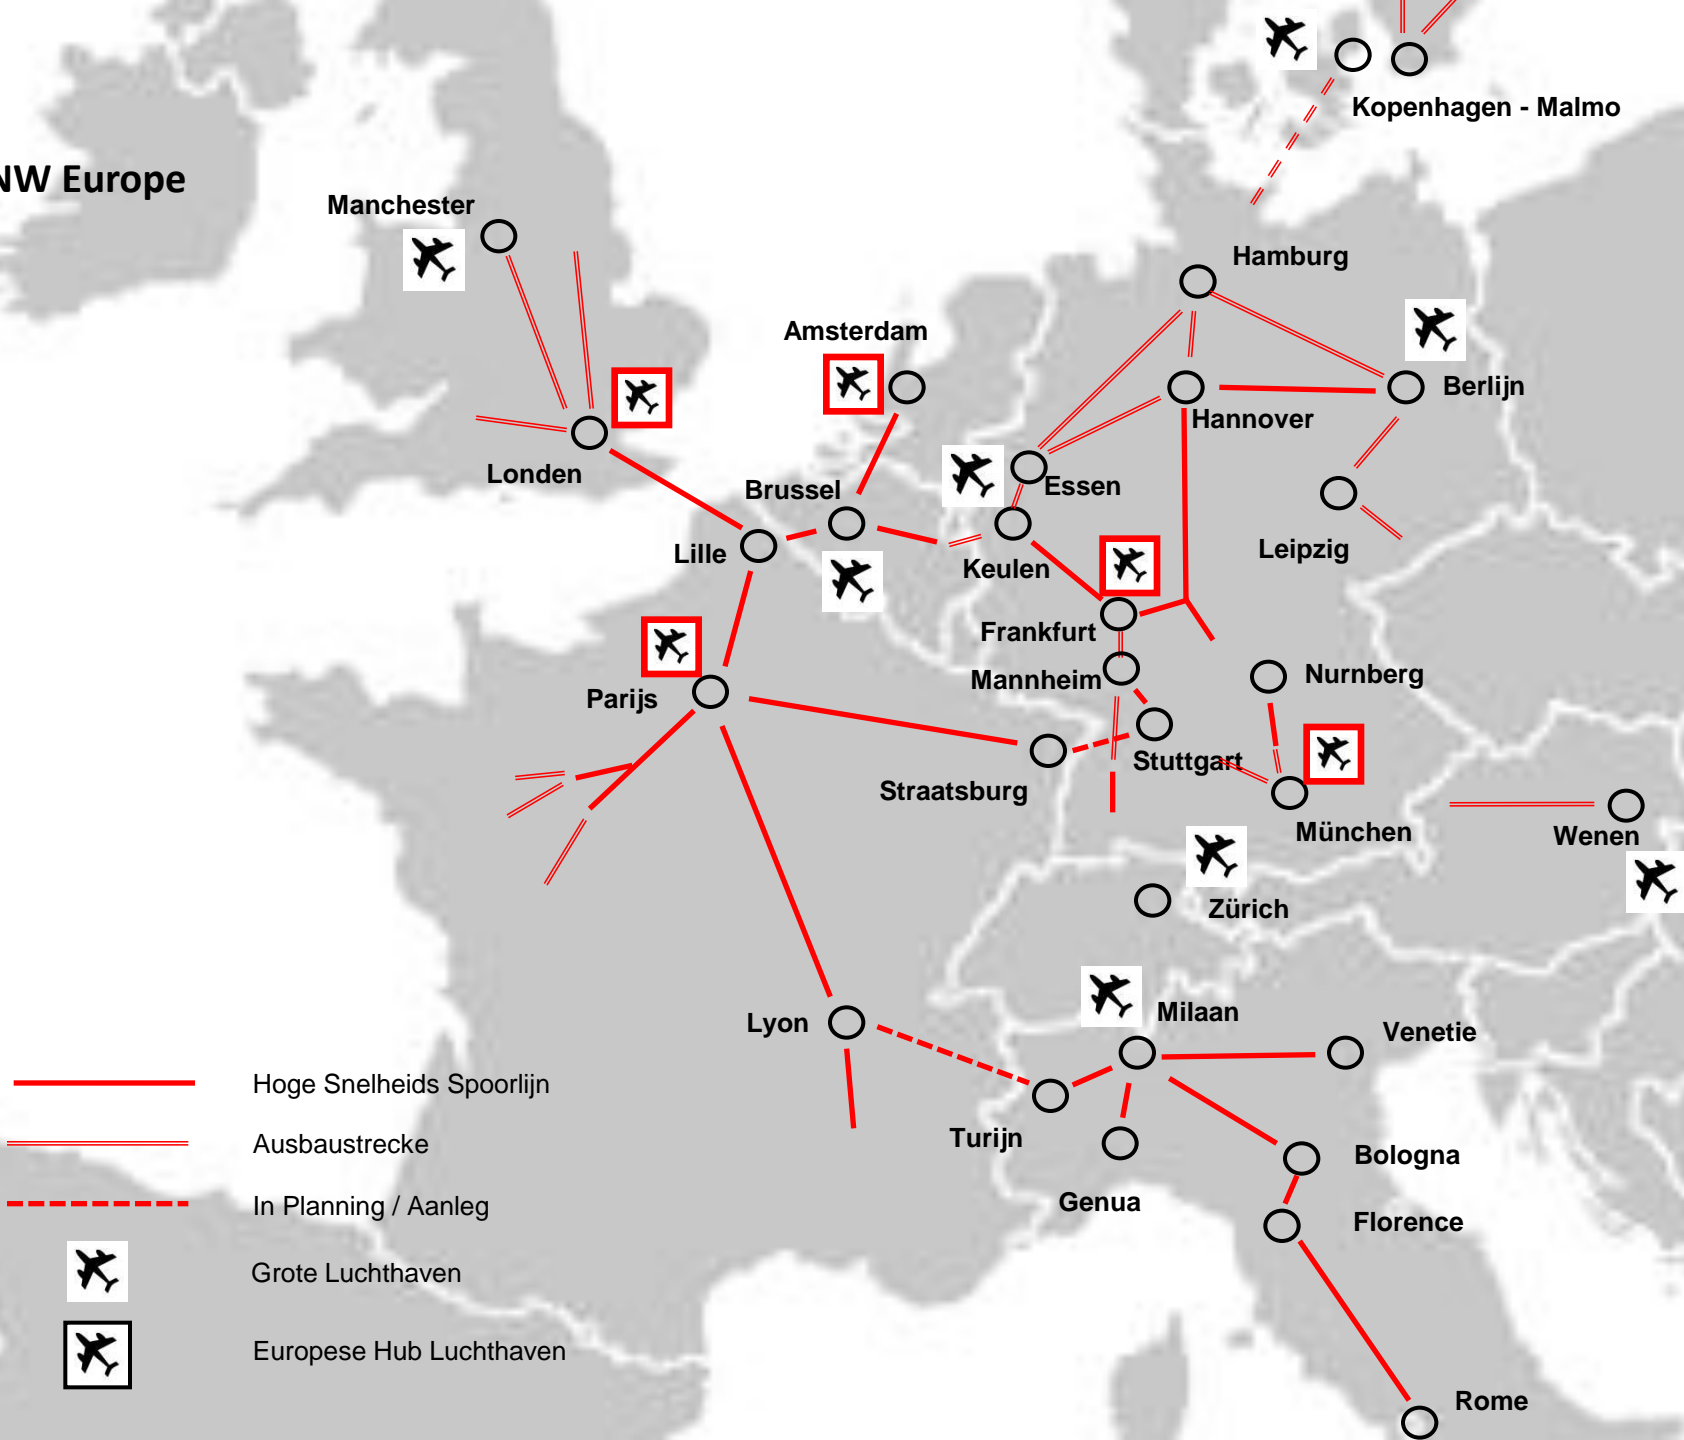 Kopenhagen - Malmo
NW Europe
Manchester
Hamburg
Amsterdam
Berlijn
Hannover
Londen
Brussel
Essen
Lille
Keulen
Leipzig
Frankfurt
Mannheim
Nurnberg
Parijs
Stuttgart
Straatsburg
München
Wenen
Zürich
Milaan
Lyon
Venetie
Hoge Snelheids Spoorlijn
Turijn
Ausbaustrecke
Bologna
Genua
In Planning / Aanleg
Florence
Grote Luchthaven
Europese Hub Luchthaven
Rome